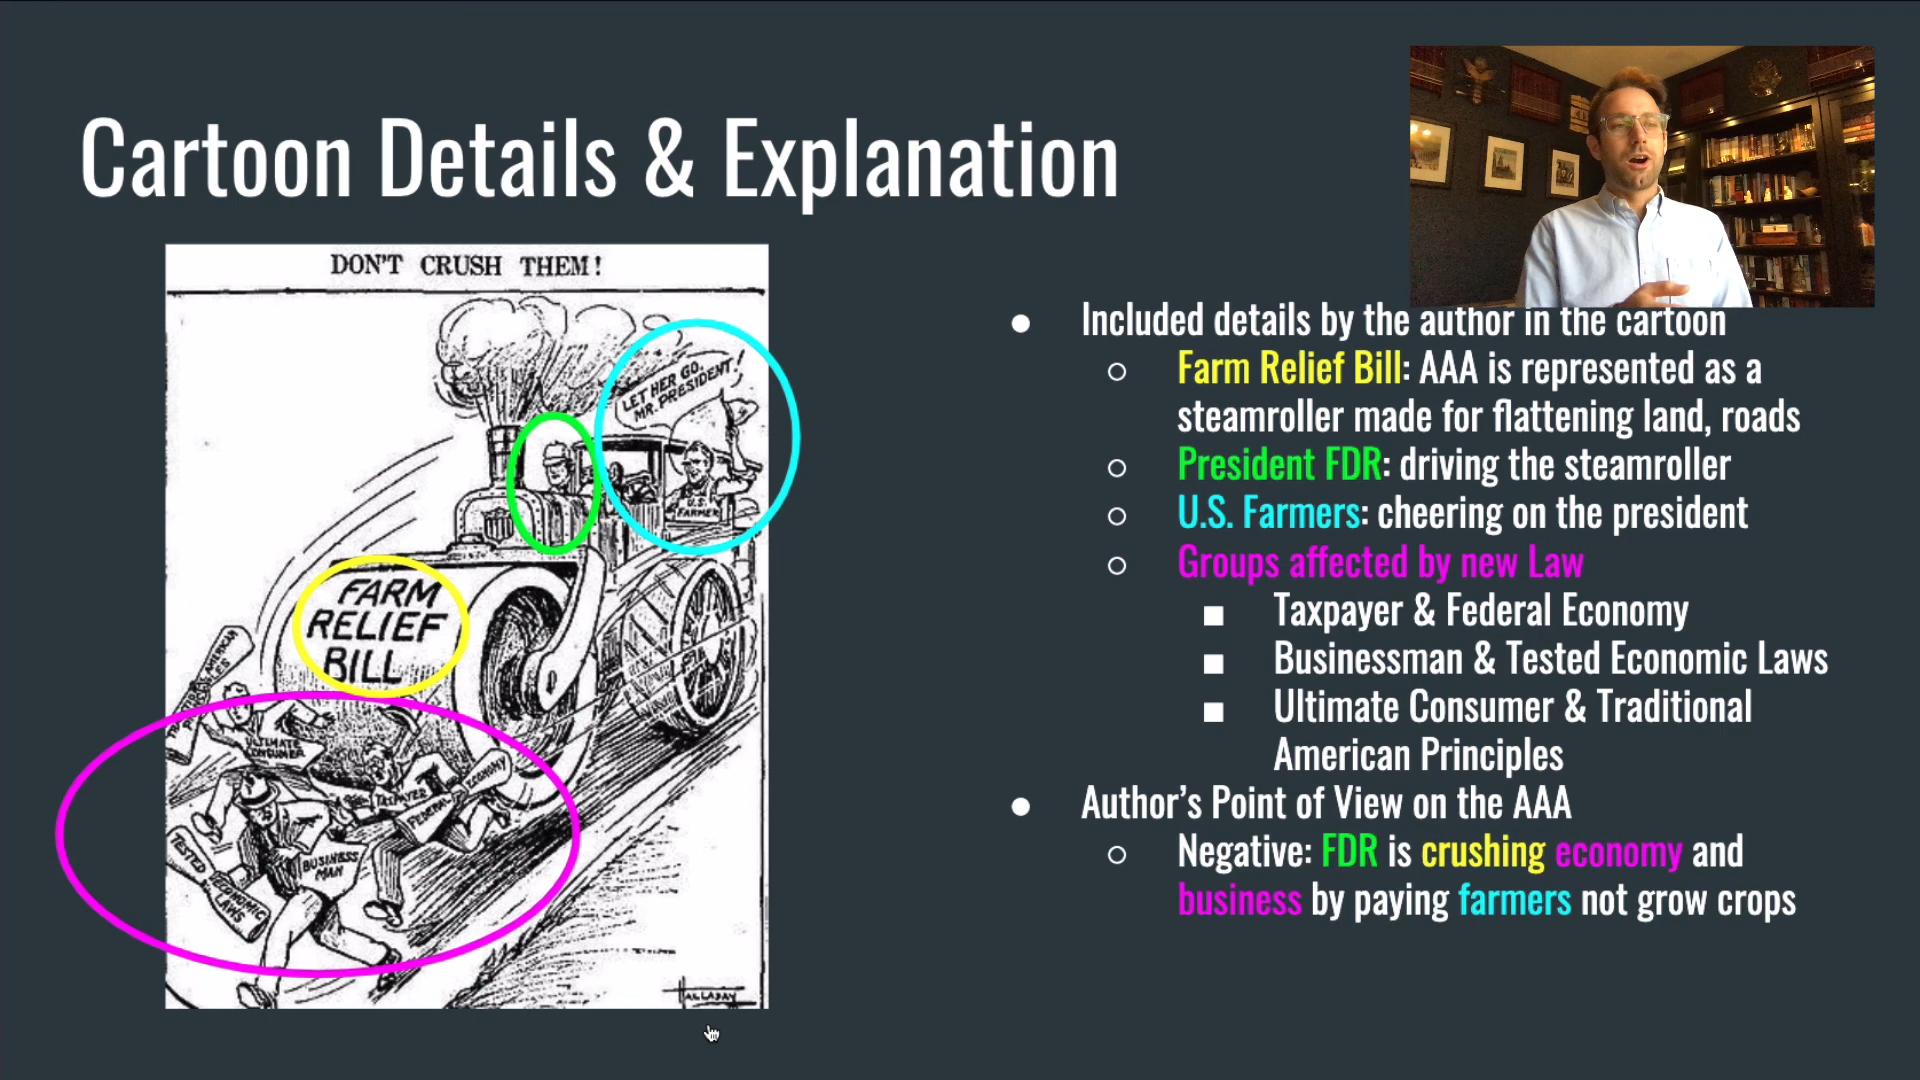 Cartoon Details & Explanation
DON'T CRUSH THEM!
LET HER GO,
MR. PRESIDENT!
U.S.
FARMER
FARM
RELIEF
BILL
AMERICAN
ULTIMATE
CONSUMER
TAXPAYER
FEDERAL ECONOMY
TESTED
ECONOMIC
LAWS
BUSINESS
MAN
HALLADAY
● Included details by the author in the cartoon
○ Farm Relief Bill: AAA is represented as a
steamroller made for flattening land, roads
○ President FDR: driving the steamroller
○ U.S. Farmers: cheering on the president
○ Groups affected by new Law
■ Taxpayer & Federal Economy
■ Businessman & Tested Economic Laws
■ Ultimate Consumer & Traditional
American Principles
● Author's Point of View on the AAA
○ Negative: FDR is crushing economy and
business by paying farmers not grow crops